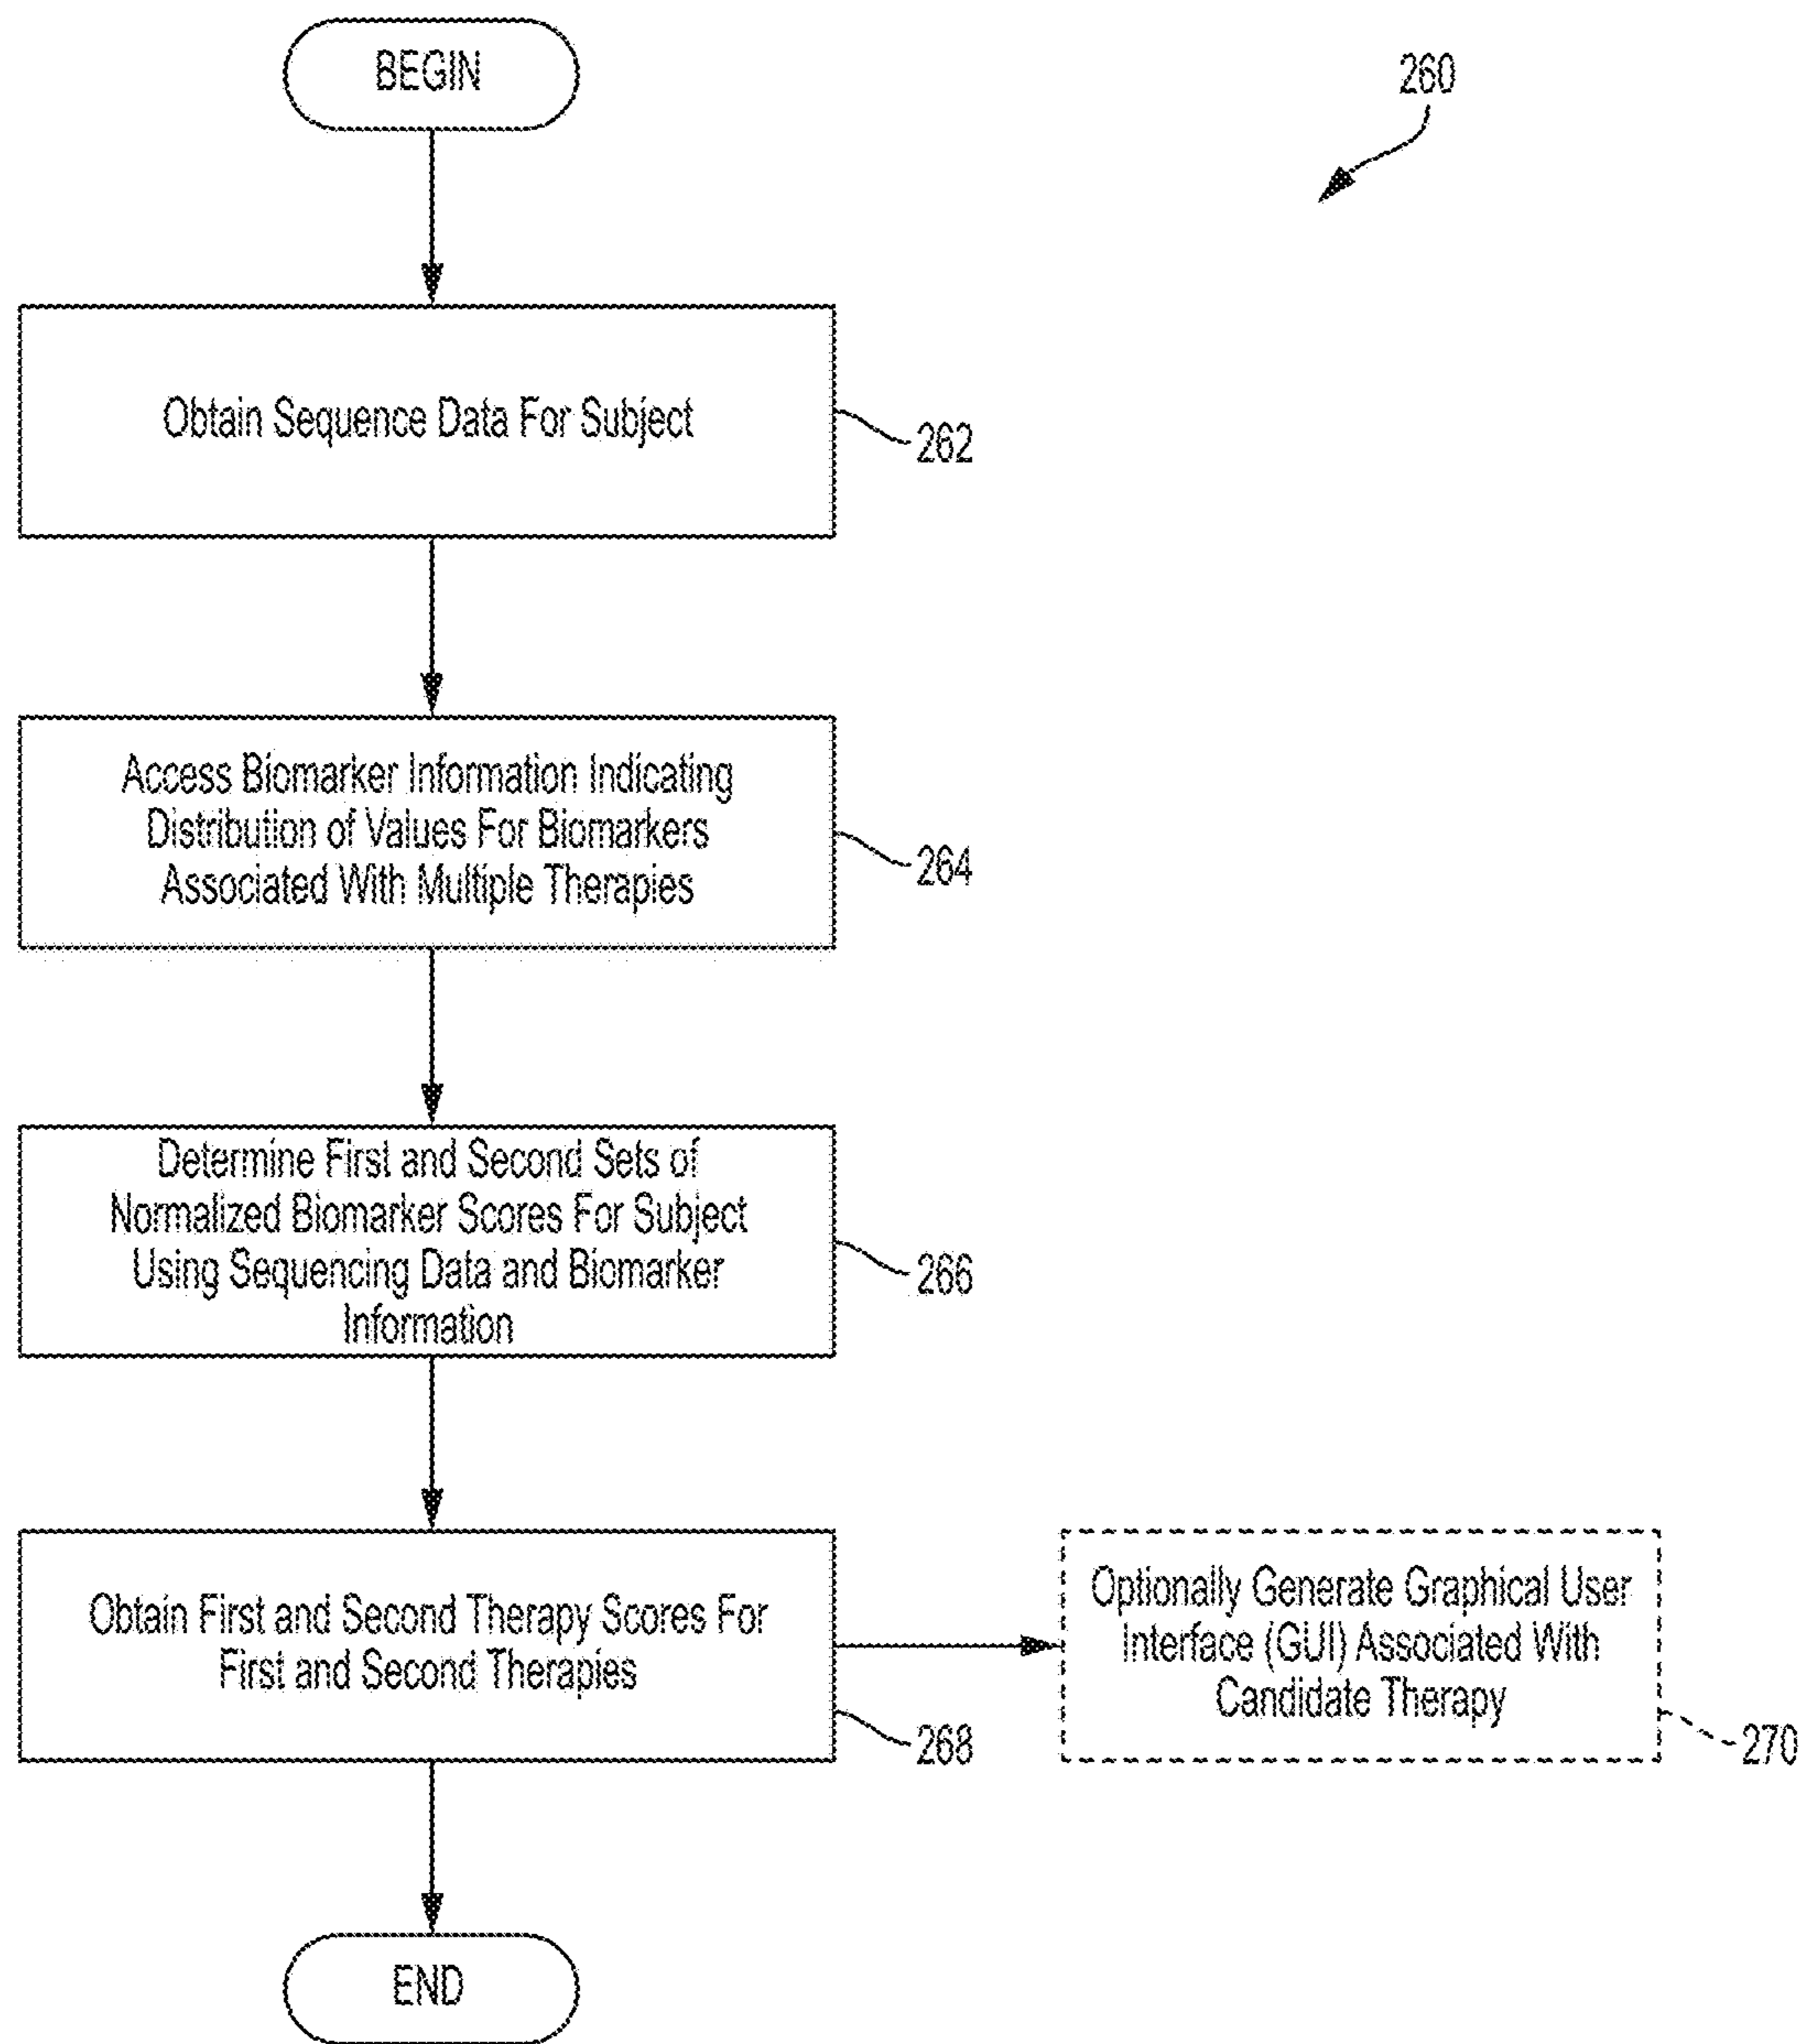 BEGIN
260
Obtain Sequence Data For Subject
262
Access Biomarker Information Indicating
Distribution of Values For Biomarkers
Associated With Multiple Therapies
264
Determine First and Second Sets of
Normalized Biomarker Scores For Subject
Using Sequencing Data and Biomarker
Information
266
Obtain First and Second Therapy Scores For
First and Second Therapies
268
Optionally Generate Graphical User
Interface (GUI) Associated With
Candidate Therapy
270
END